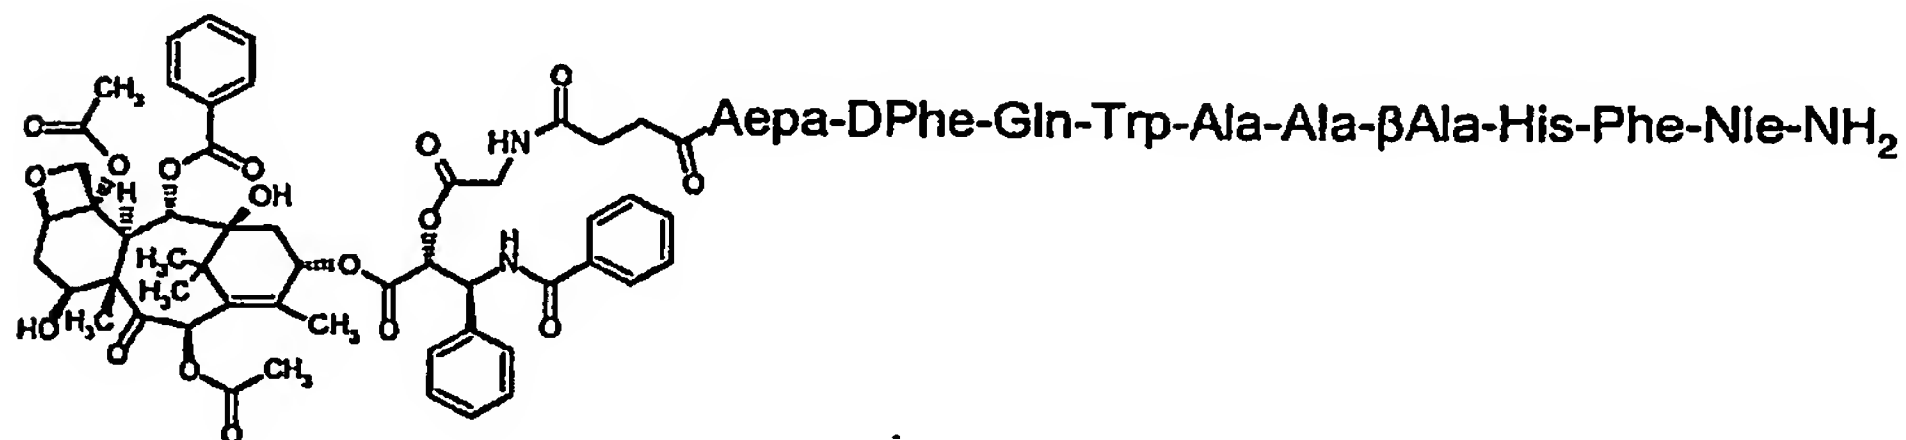 O
CH₃
O Aepa-DPhe-Gln-Trp-Ala-Ala-βAla-His-Phe-Nle-NH₂
O HN
O O O
O O
H OH
O
H
H₃C O N
H₃C
HO H₃C CH₃ O O
O
O CH₃
O